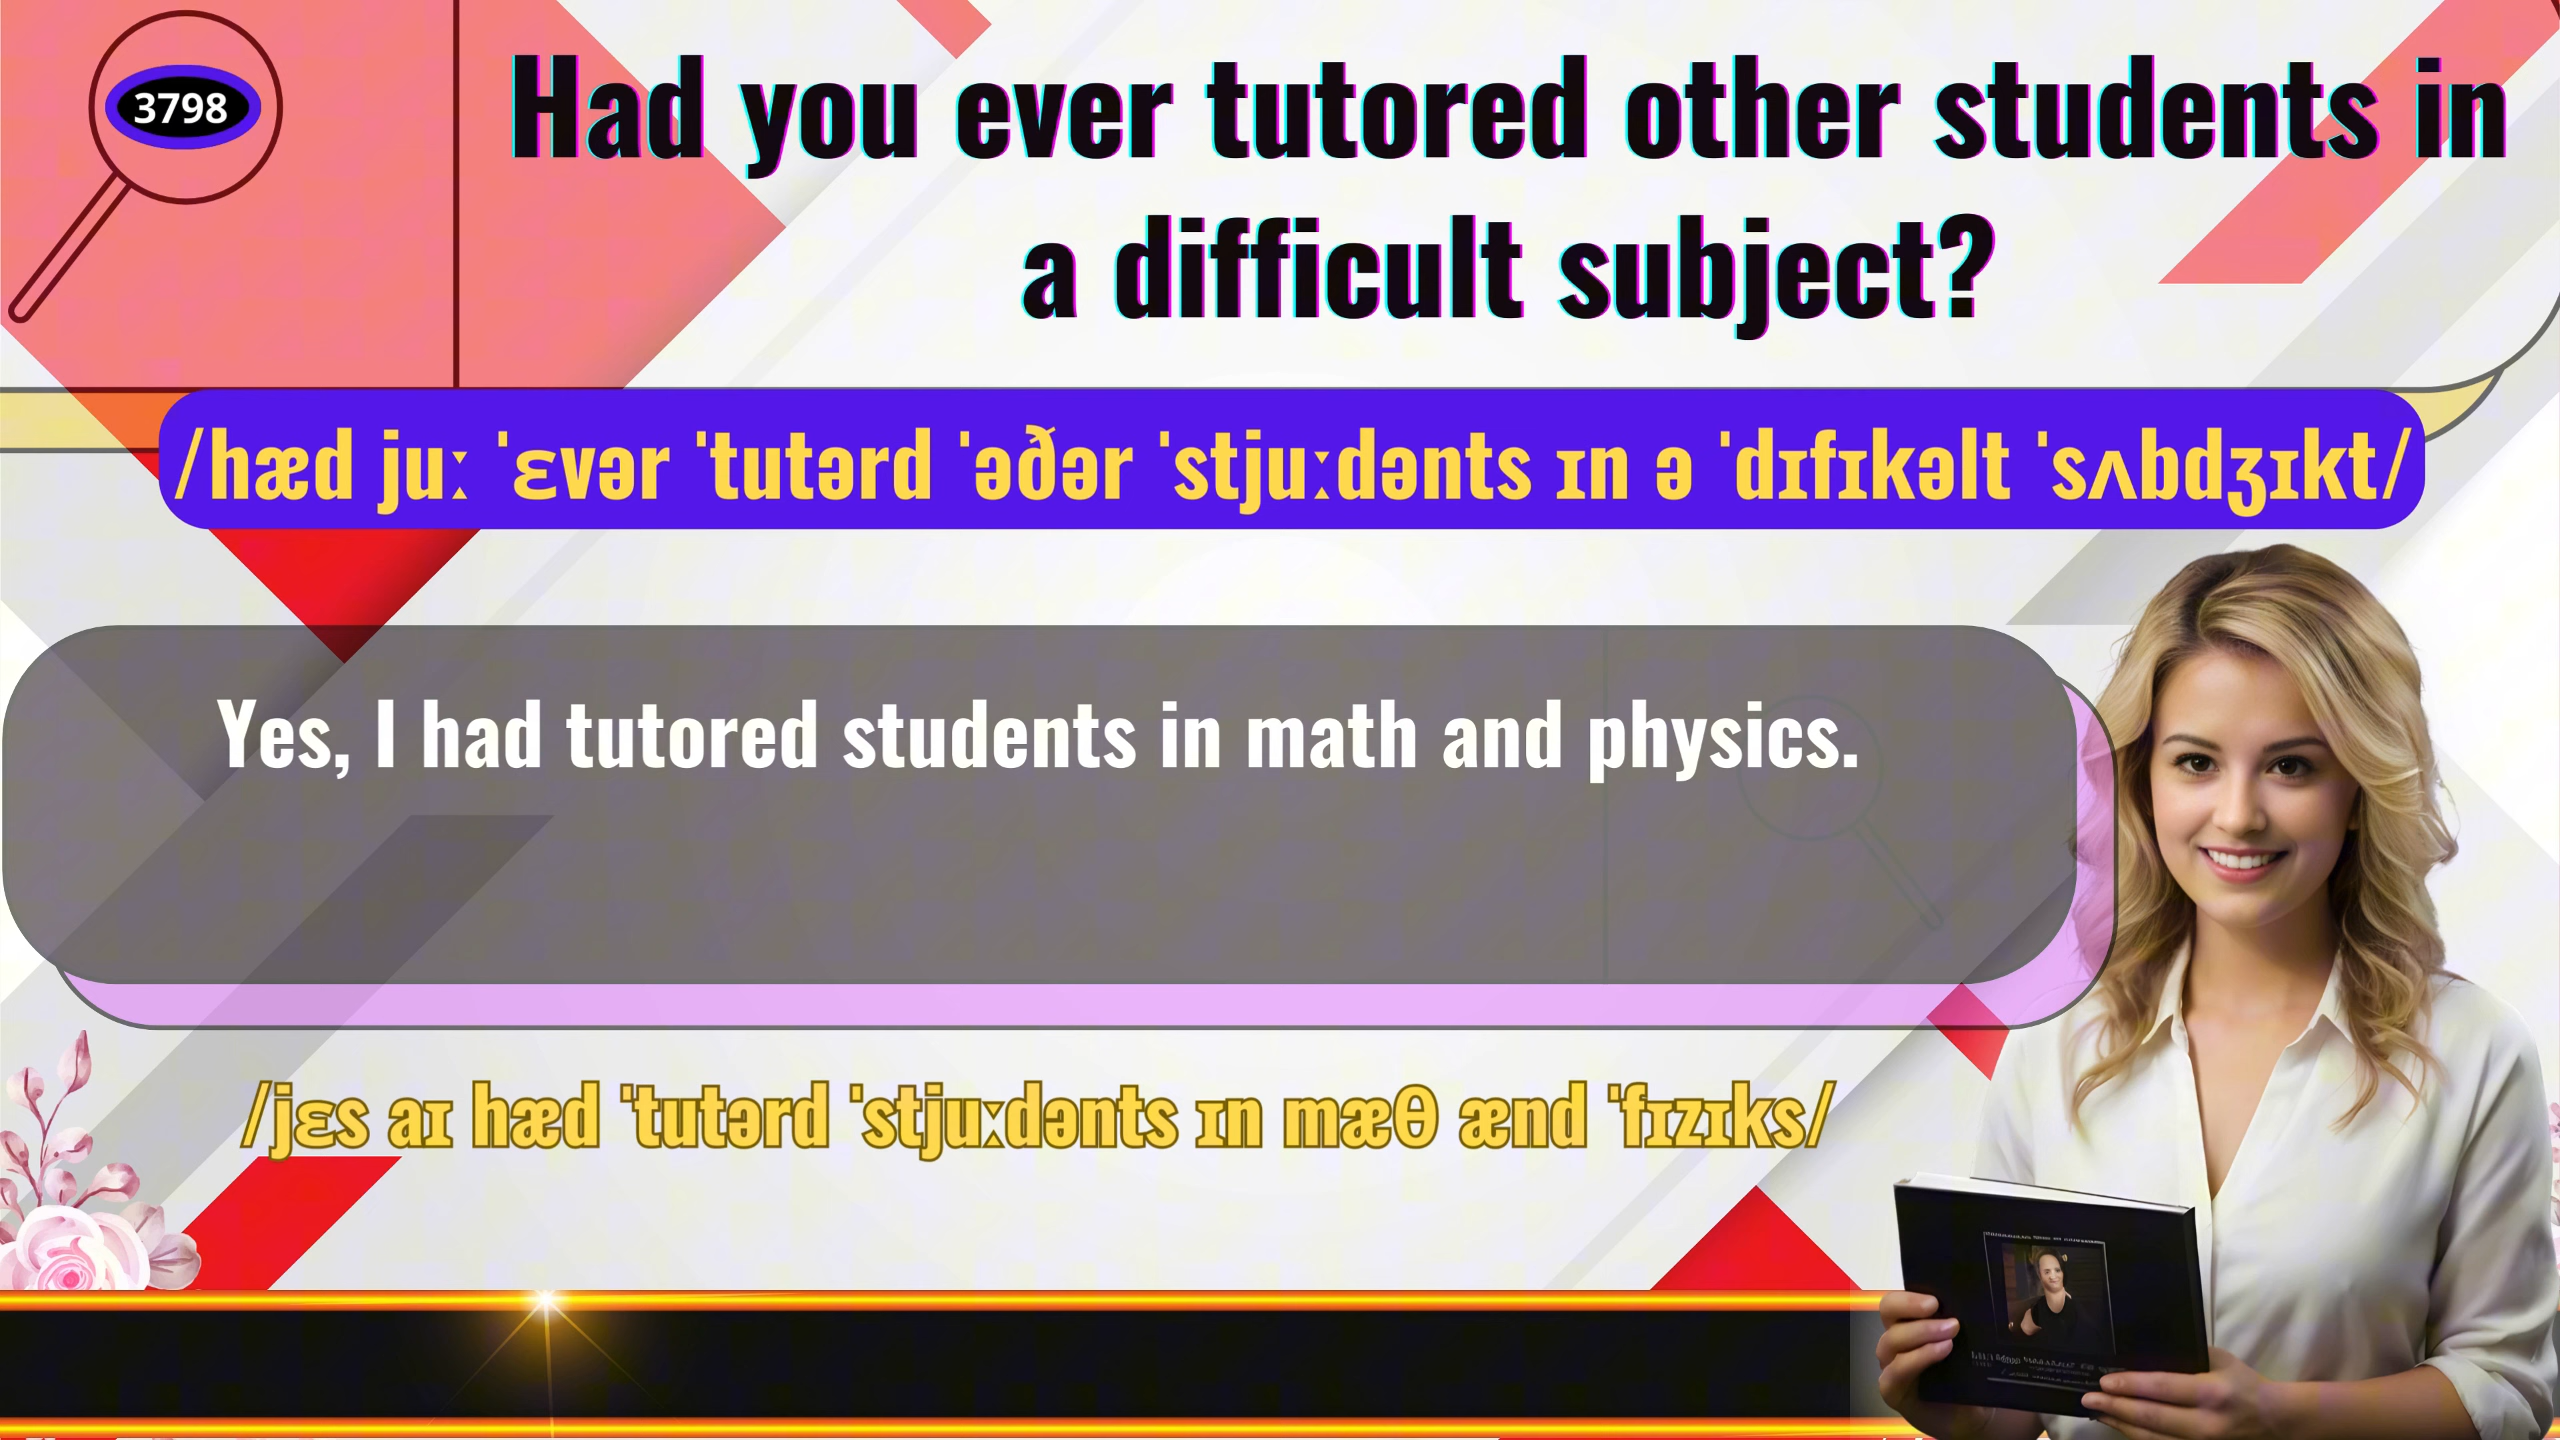 3798
Had you ever tutored other students in
a difficult subject?
/hæd juː ˈɛvər ˈtutərd ˈəðər ˈstjuːdənts ɪn ə ˈdɪfɪkəlt ˈsʌbdʒɪkt/
Yes, I had tutored students in math and physics.
/jɛs aɪ hæd ˈtutərd ˈstjuːdənts ɪn mæθ ænd ˈfɪzɪks/